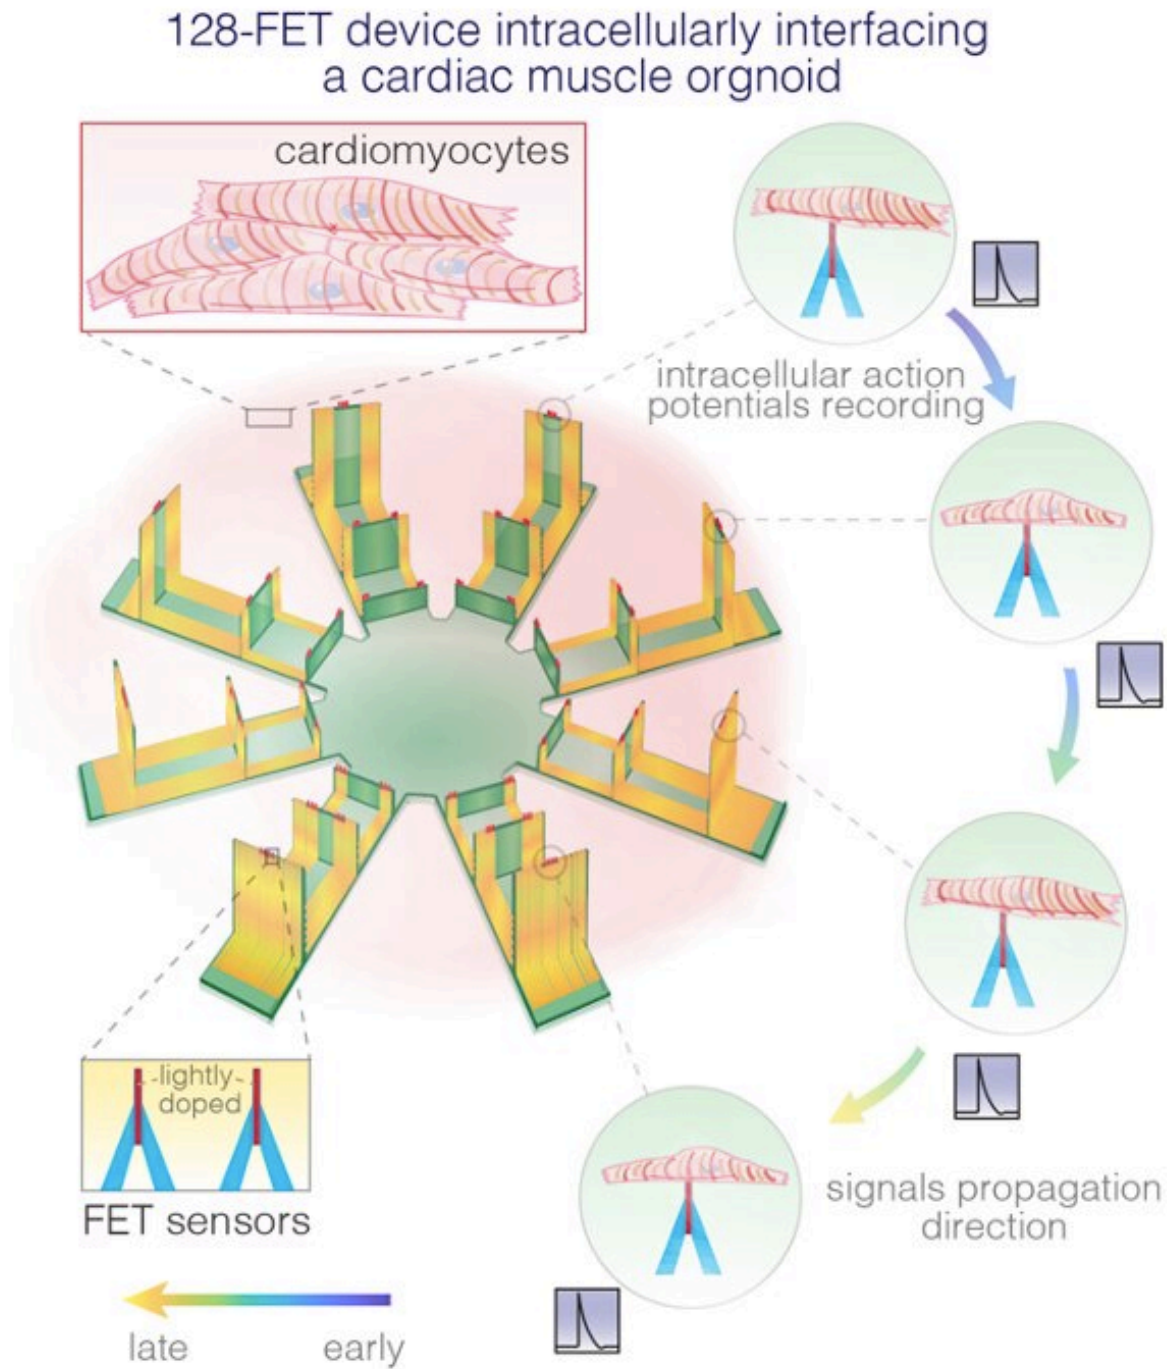 128-FET device intracellularly interfacing
a cardiac muscle orgnoid
cardiomyocytes
intracellular action
potentials recording
lightly
doped
FET sensors
signals propagation
direction
late
early